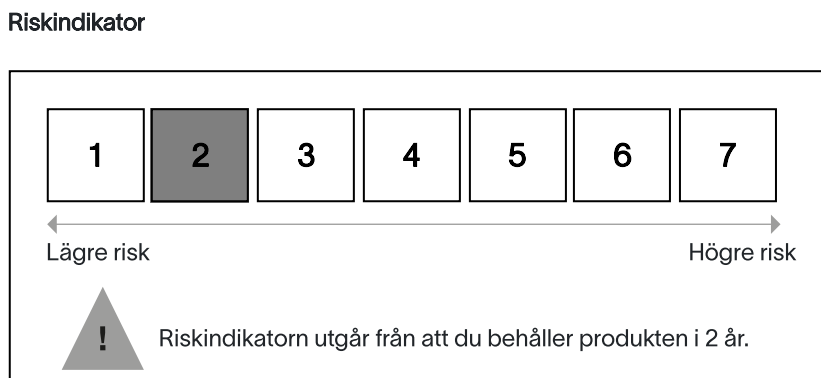 Riskindikator
1 2 3 4 5 6 7
Lägre risk Högre risk
! Riskindikatorn utgår från att du behåller produkten i 2 år.